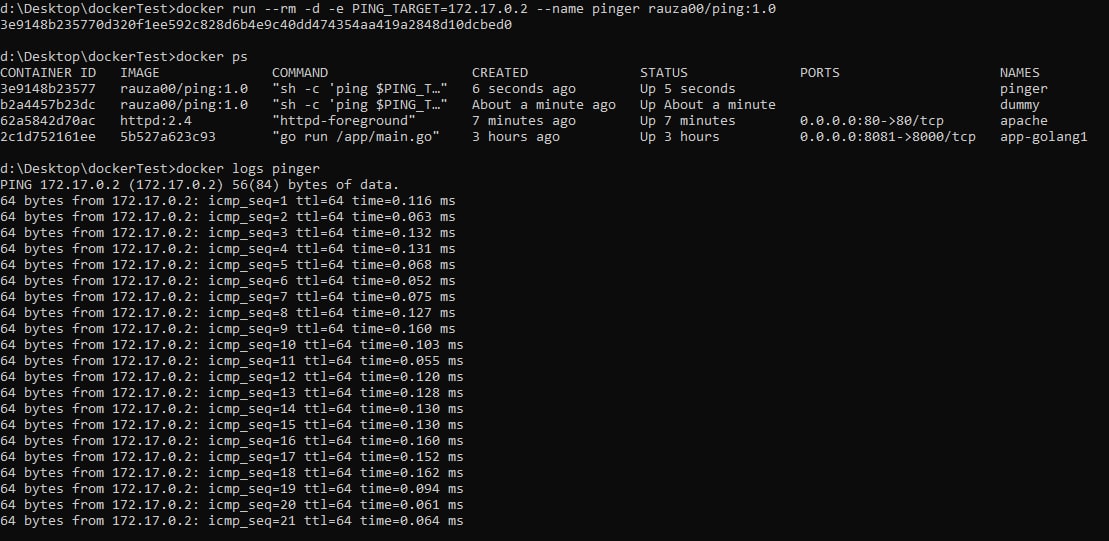 d:\Desktop\dockerTest>docker run --rm -d -e PING_TARGET=172.17.0.2 --name pinger rauza00/ping:1.0
3e9148b235770d320f1ee592c828d6b4e9c40dd474354aa419a2848d10dcbed0
d:\Desktop\dockerTest>docker ps
CONTAINER ID   IMAGE             COMMAND                  CREATED              STATUS              PORTS                    NAMES
3e9148b23577   rauza00/ping:1.0   "sh -c 'ping $PING_T…"   6 seconds ago        Up 5 seconds                                 pinger
b2a4457b23dc   rauza00/ping:1.0   "sh -c 'ping $PING_T…"   About a minute ago   Up About a minute                            dummy
62a5842d70ac   httpd:2.4          "httpd-foreground"       7 minutes ago        Up 7 minutes        0.0.0.0:80->80/tcp       apache
2c1d752161ee   5b527a623c93       "go run /app/main.go"    3 hours ago          Up 3 hours          0.0.0.0:8081->8000/tcp   app-golang1
d:\Desktop\dockerTest>docker logs pinger
PING 172.17.0.2 (172.17.0.2) 56(84) bytes of data.
64 bytes from 172.17.0.2: icmp_seq=1 ttl=64 time=0.116 ms
64 bytes from 172.17.0.2: icmp_seq=2 ttl=64 time=0.063 ms
64 bytes from 172.17.0.2: icmp_seq=3 ttl=64 time=0.132 ms
64 bytes from 172.17.0.2: icmp_seq=4 ttl=64 time=0.131 ms
64 bytes from 172.17.0.2: icmp_seq=5 ttl=64 time=0.068 ms
64 bytes from 172.17.0.2: icmp_seq=6 ttl=64 time=0.052 ms
64 bytes from 172.17.0.2: icmp_seq=7 ttl=64 time=0.075 ms
64 bytes from 172.17.0.2: icmp_seq=8 ttl=64 time=0.127 ms
64 bytes from 172.17.0.2: icmp_seq=9 ttl=64 time=0.160 ms
64 bytes from 172.17.0.2: icmp_seq=10 ttl=64 time=0.103 ms
64 bytes from 172.17.0.2: icmp_seq=11 ttl=64 time=0.055 ms
64 bytes from 172.17.0.2: icmp_seq=12 ttl=64 time=0.120 ms
64 bytes from 172.17.0.2: icmp_seq=13 ttl=64 time=0.128 ms
64 bytes from 172.17.0.2: icmp_seq=14 ttl=64 time=0.130 ms
64 bytes from 172.17.0.2: icmp_seq=15 ttl=64 time=0.130 ms
64 bytes from 172.17.0.2: icmp_seq=16 ttl=64 time=0.160 ms
64 bytes from 172.17.0.2: icmp_seq=17 ttl=64 time=0.152 ms
64 bytes from 172.17.0.2: icmp_seq=18 ttl=64 time=0.162 ms
64 bytes from 172.17.0.2: icmp_seq=19 ttl=64 time=0.094 ms
64 bytes from 172.17.0.2: icmp_seq=20 ttl=64 time=0.061 ms
64 bytes from 172.17.0.2: icmp_seq=21 ttl=64 time=0.064 ms